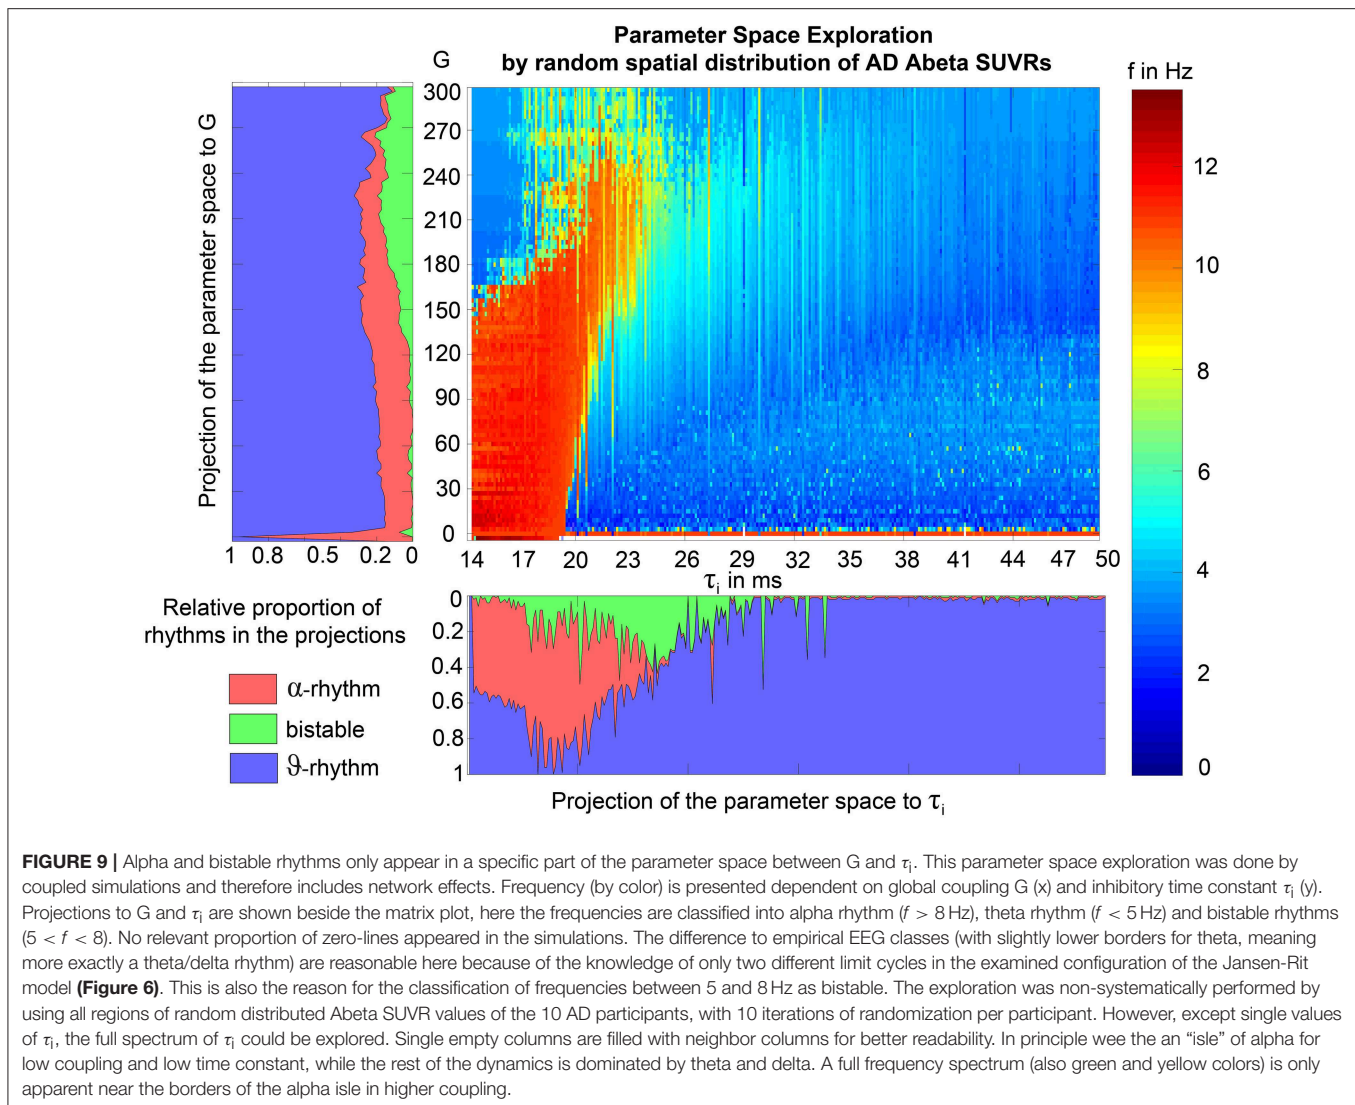 Parameter Space Exploration
by random spatial distribution of AD Abeta SUVRs
G
f in Hz
Projection of the parameter space to G
300
270
240
210
180
150
120
90
60
30
0
12
10
8
6
4
2
0
1 0.8 0.5 0.2 0
14 17 20 23 26 29 32 35 38 41 44 47 50
τi in ms
Relative proportion of
rhythms in the projections
α-rhythm
bistable
ϑ-rhythm
0
0.2
0.4
0.6
0.8
1
Projection of the parameter space to τi
FIGURE 9 | Alpha and bistable rhythms only appear in a specific part of the parameter space between G and τi. This parameter space exploration was done by
coupled simulations and therefore includes network effects. Frequency (by color) is presented dependent on global coupling G (x) and inhibitory time constant τi (y).
Projections to G and τi are shown beside the matrix plot, here the frequencies are classified into alpha rhythm (f > 8 Hz), theta rhythm (f < 5 Hz) and bistable rhythms
(5 < f < 8). No relevant proportion of zero-lines appeared in the simulations. The difference to empirical EEG classes (with slightly lower borders for theta, meaning
more exactly a theta/delta rhythm) are reasonable here because of the knowledge of only two different limit cycles in the examined configuration of the Jansen-Rit
model (Figure 6). This is also the reason for the classification of frequencies between 5 and 8 Hz as bistable. The exploration was non-systematically performed by
using all regions of random distributed Abeta SUVR values of the 10 AD participants, with 10 iterations of randomization per participant. However, except single values
of τi, the full spectrum of τi could be explored. Single empty columns are filled with neighbor columns for better readability. In principle wee the an “isle” of alpha for
low coupling and low time constant, while the rest of the dynamics is dominated by theta and delta. A full frequency spectrum (also green and yellow colors) is only
apparent near the borders of the alpha isle in higher coupling.